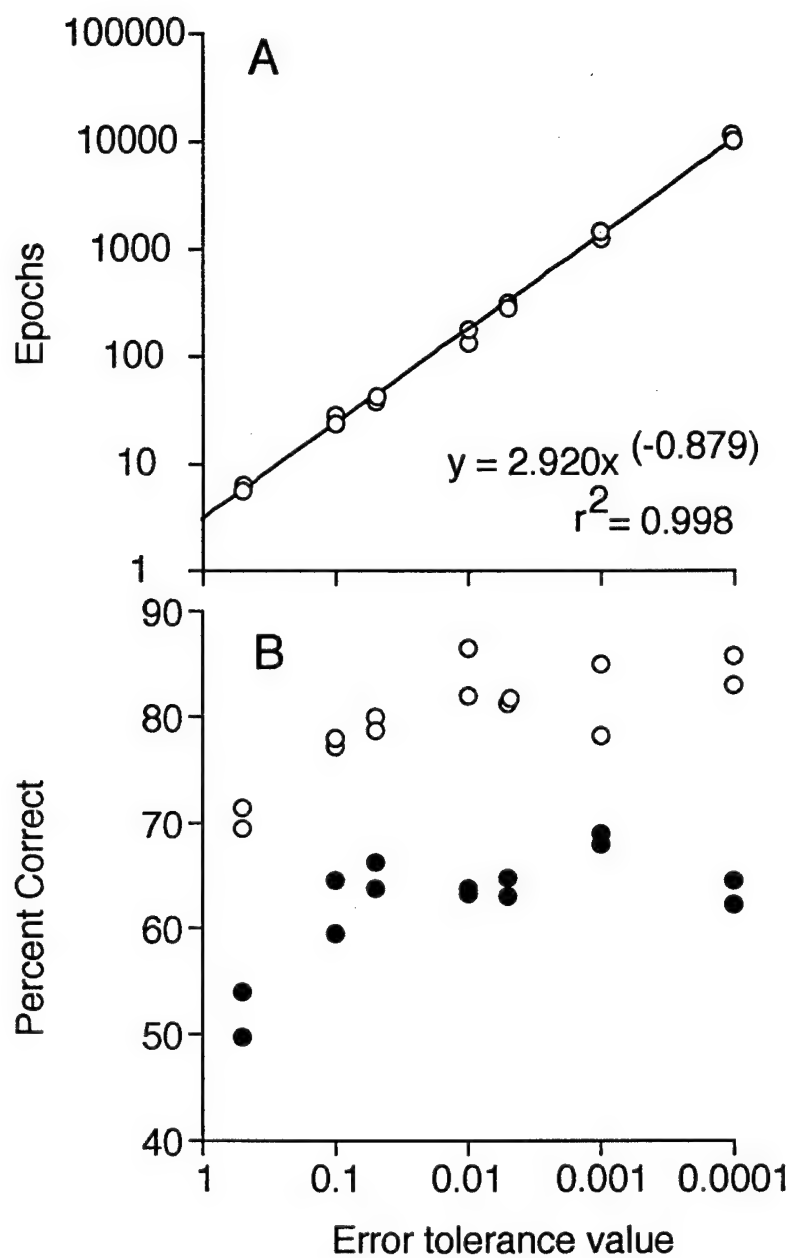 100000
A
10000
1000
100
10
1
Epochs
y = 2.920x (-0.879)
r2 = 0.998
90
B
80
70
60
50
40
Percent Correct
1 0.1 0.01 0.001 0.0001
Error tolerance value